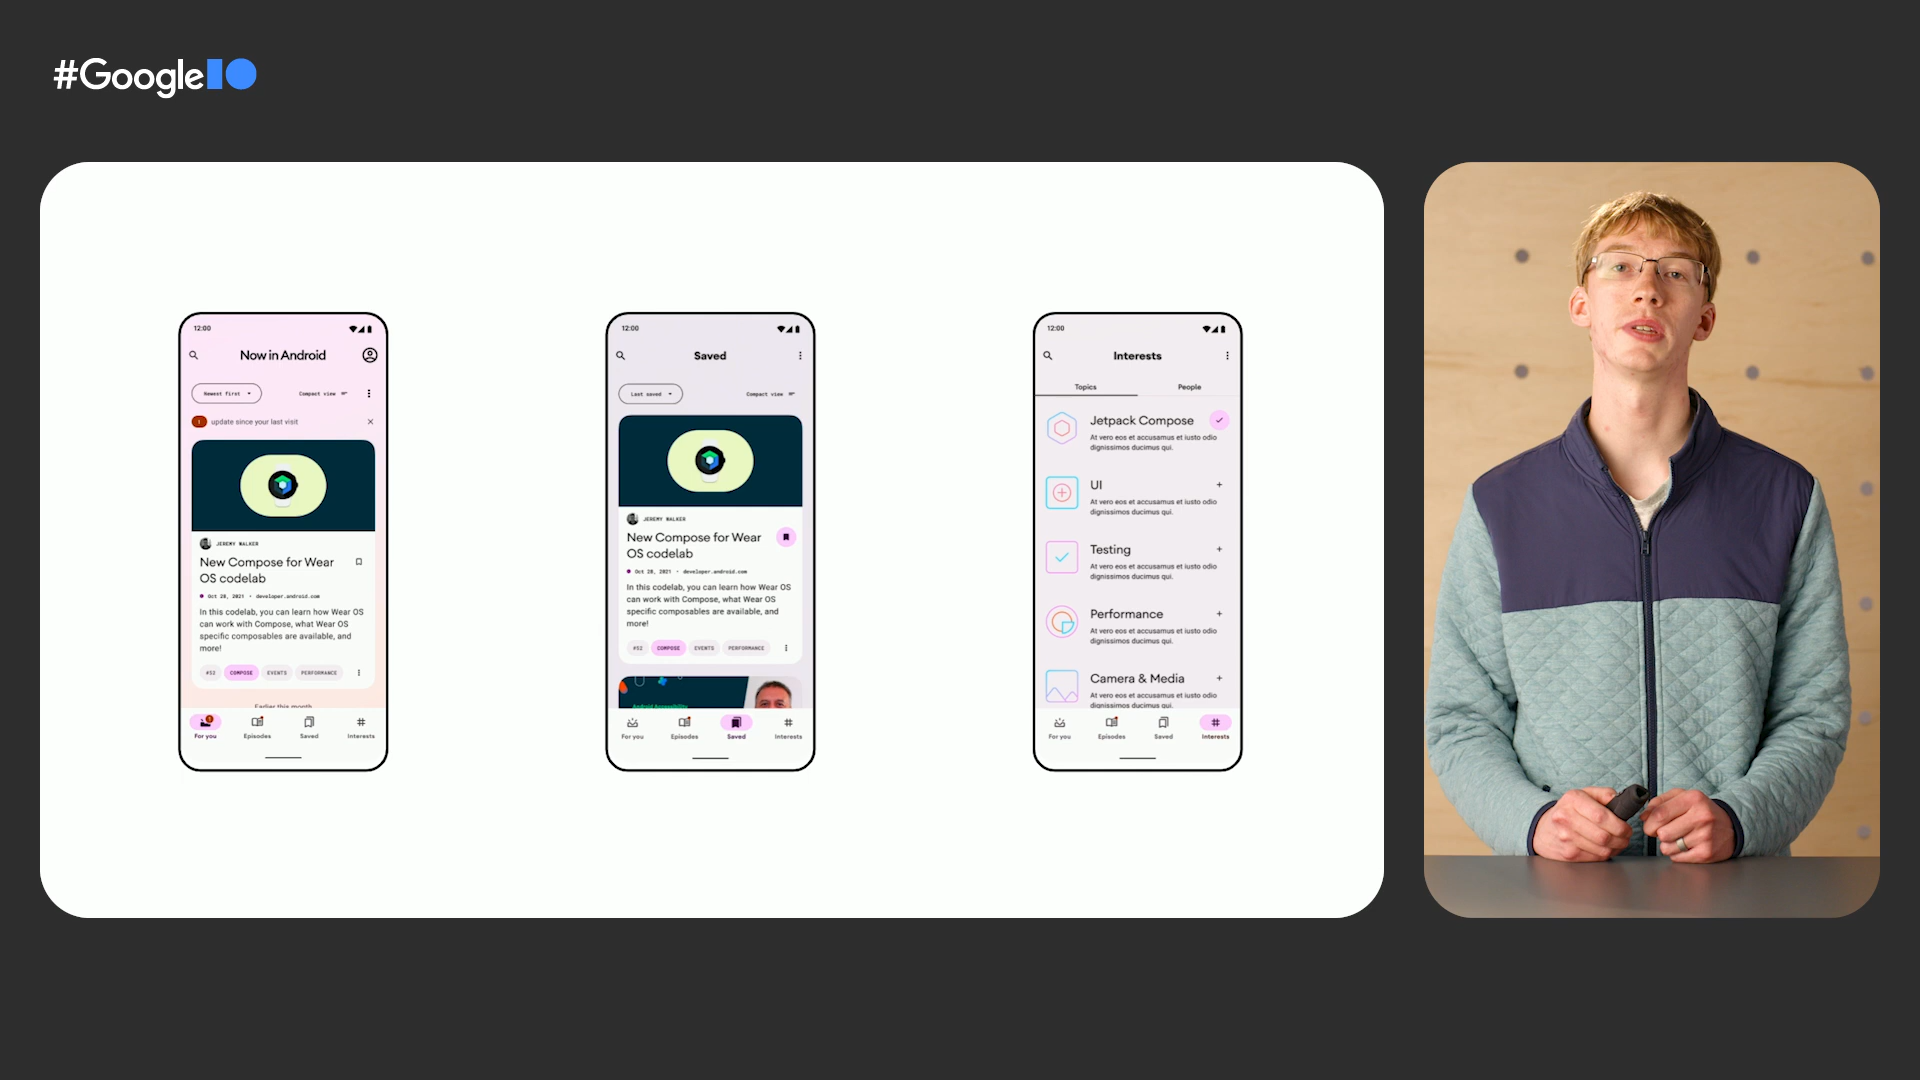 #GoogleIO
12:00
Now in Android
Newest first
Compact view
1 update since your last visit
JEREMY WALKER
New Compose for Wear
OS codelab
Oct 28, 2021 • developer.android.com
In this codelab, you can learn how Wear OS
can work with Compose, what Wear OS
specific composables are available, and
more!
#52 COMPOSE EVENTS PERFORMANCE
Earlier this month
For you Episodes Saved Interests
12:00
Saved
Last saved
Compact view
JEREMY WALKER
New Compose for Wear
OS codelab
Oct 28, 2021 • developer.android.com
In this codelab, you can learn how Wear OS
can work with Compose, what Wear OS
specific composables are available, and
more!
#52 COMPOSE EVENTS PERFORMANCE
Android Accessibility
For you Episodes Saved Interests
12:00
Interests
Topics People
Jetpack Compose
At vero eos et accusamus et iusto odio
dignissimos ducimus qui.
UI
At vero eos et accusamus et iusto odio
dignissimos ducimus qui.
Testing
At vero eos et accusamus et iusto odio
dignissimos ducimus qui.
Performance
At vero eos et accusamus et iusto odio
dignissimos ducimus qui.
Camera & Media
At vero eos et accusamus et iusto odio
dignissimos ducimus qui.
For you Episodes Saved Interests